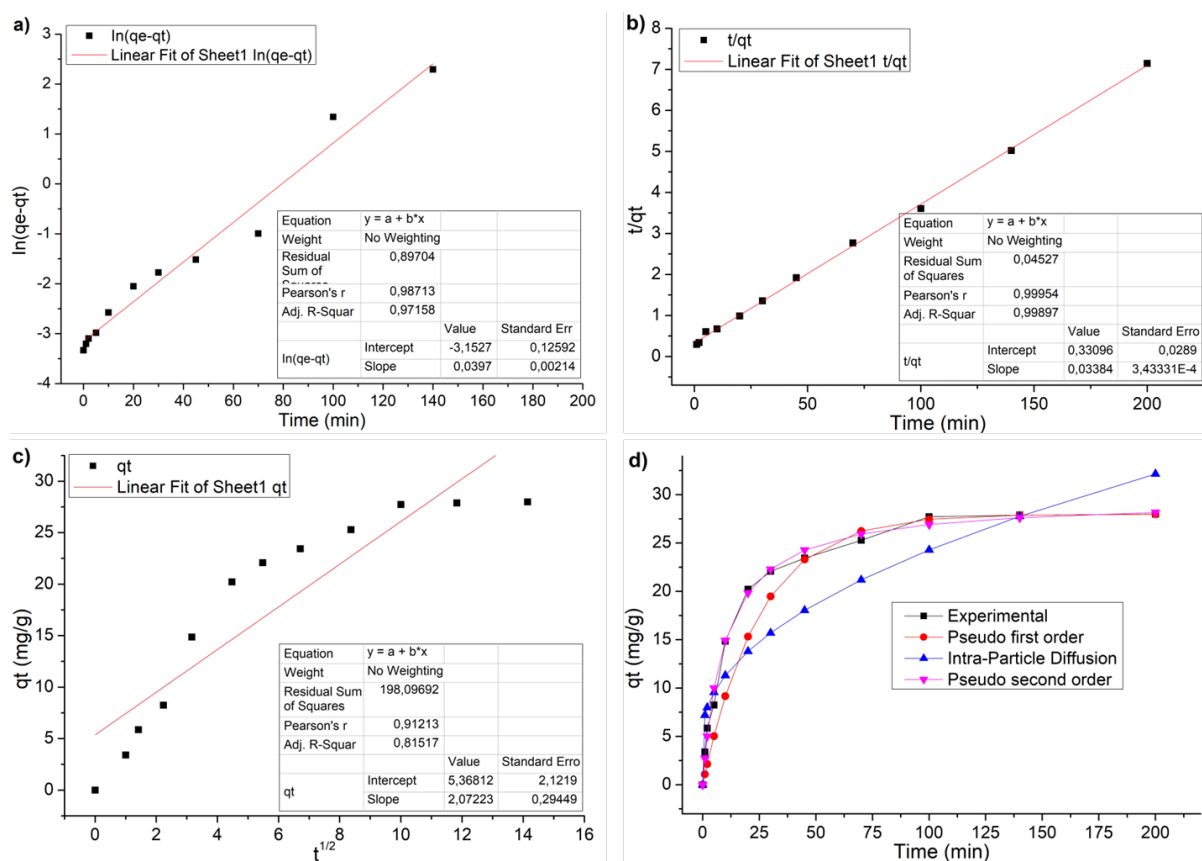 a)
ln(qe-qt)
Linear Fit of Sheet1 ln(qe-qt)
3
2
1
0
-1
-2
-3
-4
ln(qe-qt)
Equation y = a + b*x
Weight No Weighting
Residual 0,89704
Sum of
Pearson's r 0,98713
Adj. R-Squar 0,97158
Value Standard Err
ln(qe-qt) Intercept -3,1527 0,12592
Slope 0,0397 0,00214
0 20 40 60 80 100 120 140 160 180 200
Time (min)
b)
t/qt
Linear Fit of Sheet1 t/qt
8
7
6
5
4
3
2
1
0
t/qt
Equation y = a + b*x
Weight No Weighting
Residual Sum 0,04527
of Squares
Pearson's r 0,99954
Adj. R-Squar 0,99897
Value Standard Erro
t/qt Intercept 0,33096 0,0289
Slope 0,03384 3,43331E-4
0 50 100 150 200
Time (min)
c)
qt
Linear Fit of Sheet1 qt
30
25
20
15
10
5
0
qt (mg/g)
Equation y = a + b*x
Weight No Weighting
Residual Sum 198,09692
of Squares
Pearson's r 0,91213
Adj. R-Squar 0,81517
Value Standard Erro
qt Intercept 5,36812 2,1219
Slope 2,07223 0,29449
0 2 4 6 8 10 12 14 16
t^1/2
d)
30
25
20
15
10
5
0
qt (mg/g)
Experimental
Pseudo first order
Intra-Particle Diffusion
Pseudo second order
0 25 50 75 100 125 150 175 200
Time (min)